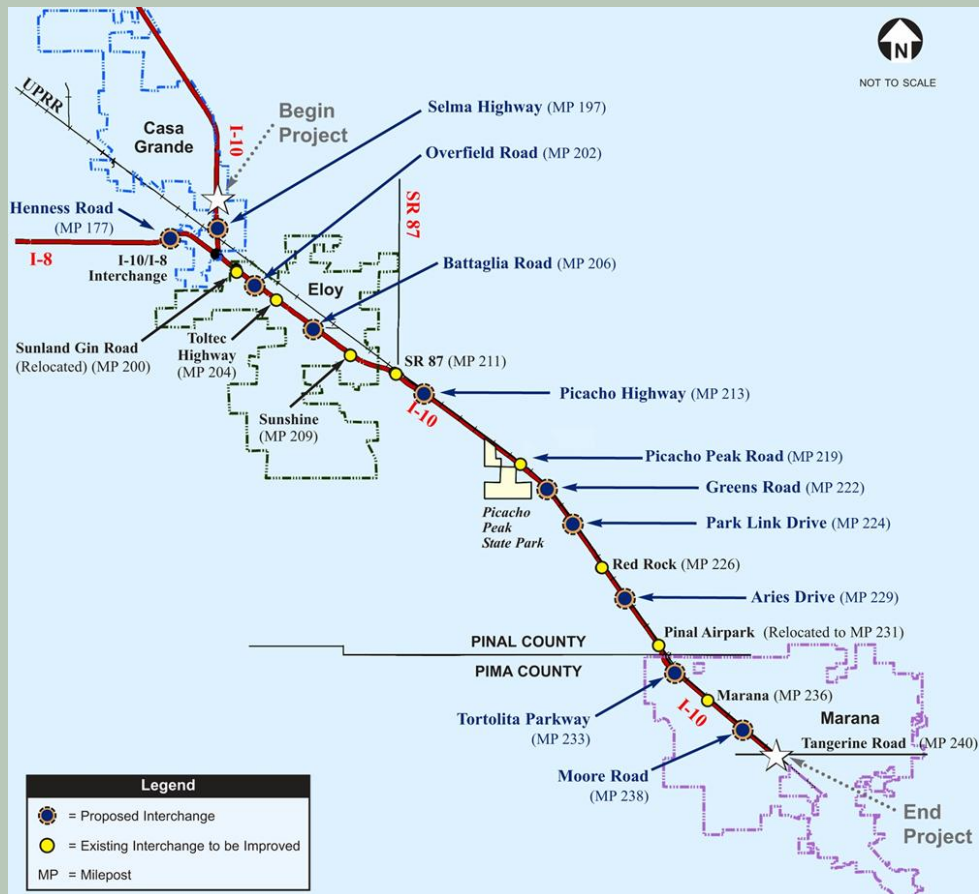 N
NOT TO SCALE
UPRR
Casa
Grande
I-10
Begin
Project
Selma Highway (MP 197)
Overfield Road (MP 202)
SR 87
Henness Road
(MP 177)
I-8
I-10/I-8
Interchange
Battaglia Road (MP 206)
Eloy
Sunland Gin Road
(Relocated) (MP 200)
Toltec
Highway
(MP 204)
SR 87 (MP 211)
Sunshine
(MP 209)
I-10
Picacho Highway (MP 213)
Picacho Peak Road (MP 219)
Greens Road (MP 222)
Picacho
Peak
State Park
Park Link Drive (MP 224)
Red Rock (MP 226)
Aries Drive (MP 229)
Pinal Airpark (Relocated to MP 231)
PINAL COUNTY
PIMA COUNTY
Marana (MP 236)
I-10
Tortolita Parkway
(MP 233)
Marana
Tangerine Road (MP 240)
Moore Road
(MP 238)
End
Project
Legend
= Proposed Interchange
= Existing Interchange to be Improved
MP = Milepost